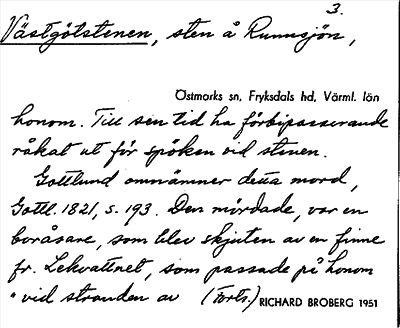 3.
Västgötstenen, sten å Runnsjön,
Östmarks sn, Fryksdals hd, Värml. län
honom. Till sen tid ha förbipasserande
råkat ut för spöken vid stenen.
Gottlund omnämner detta mord,
Gottl. 1821, s. 193. Den mördade, var en
boråsare, som blev skjuten av en finne
fr. Lekvattnet, som passade på honom
"vid stranden av (Forts.) RICHARD BROBERG 1951